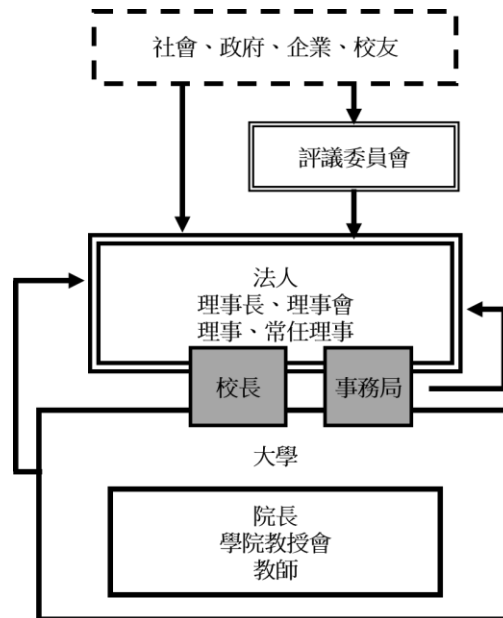 社會、政府、企業、校友
評議委員會
法人
理事長、理事會
理事、常任理事
校長
事務局
大學
院長
學院教授會
教師